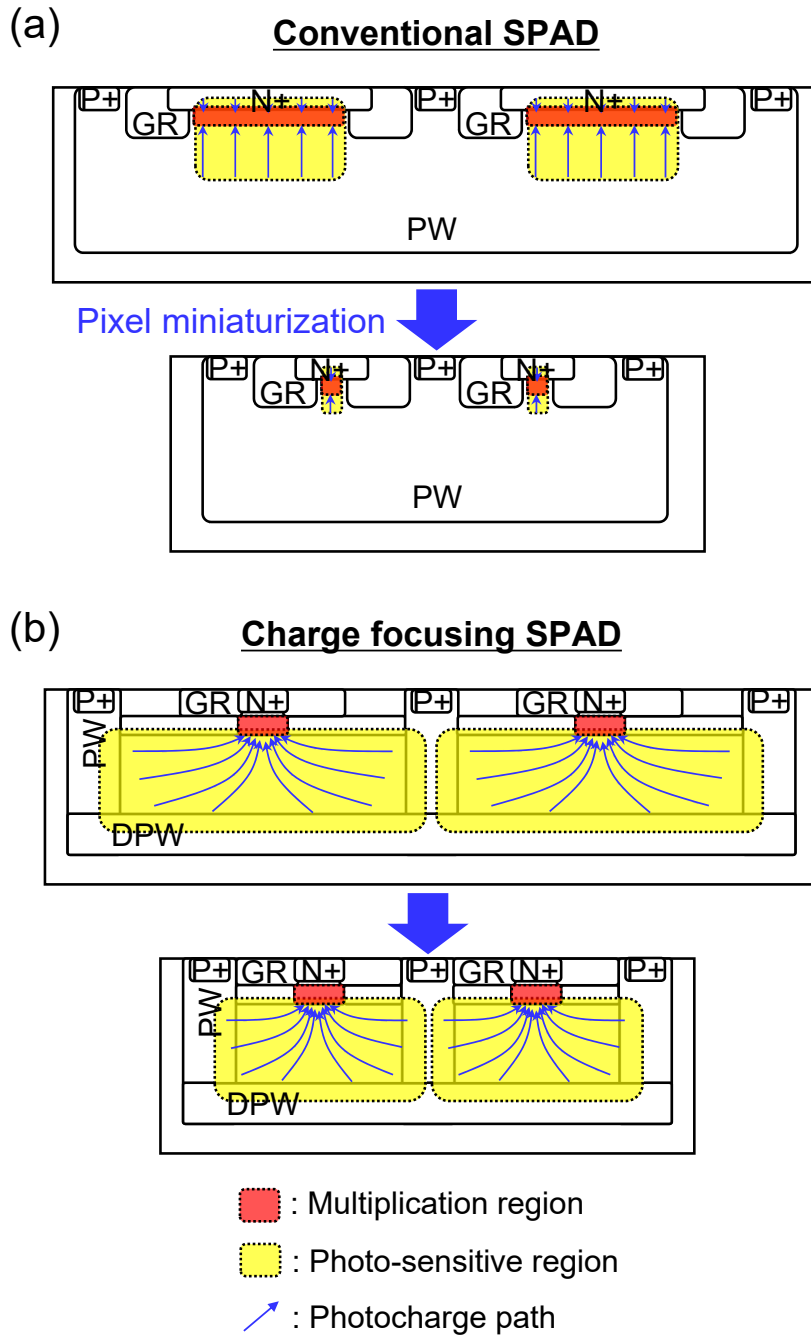 (a)
Conventional SPAD
P+ N+ P+ N+ P+
GR GR
PW
Pixel miniaturization
P+ N+ P+ N+ P+
GR GR
PW
(b)
Charge focusing SPAD
P+ GR N+ P+ GR N+ P+
PW
DPW
P+ GR N+ P+ GR N+ P+
PW
DPW
: Multiplication region
: Photo-sensitive region
: Photocharge path